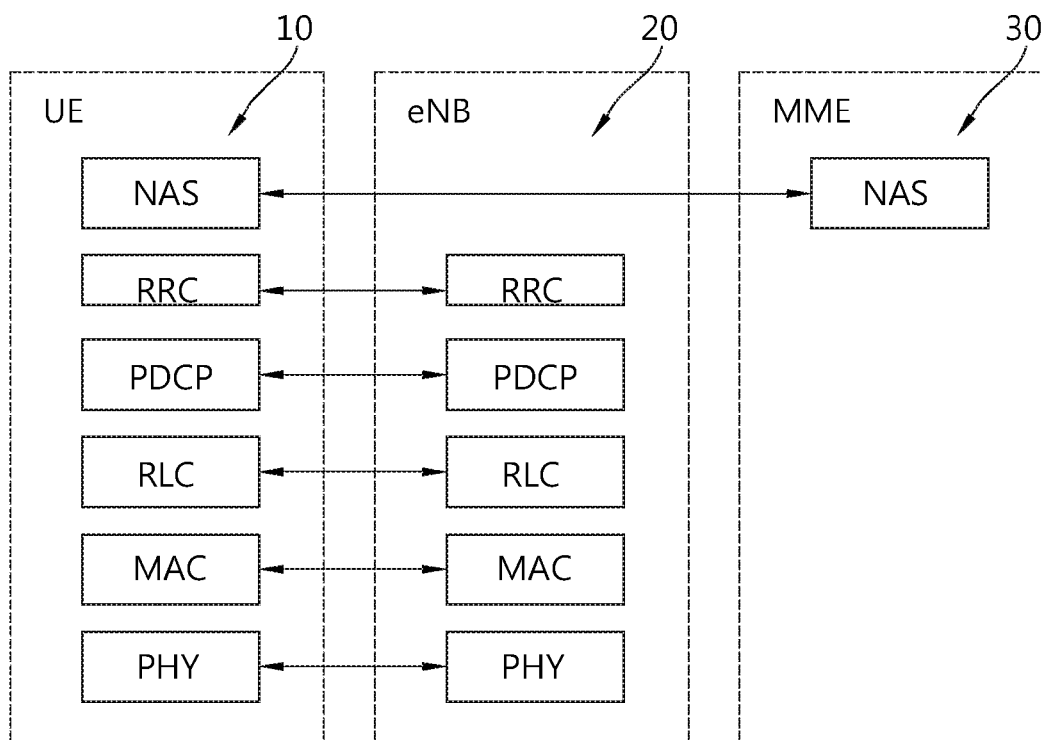 10 20 30
UE eNB MME
NAS NAS
RRC RRC
PDCP PDCP
RLC RLC
MAC MAC
PHY PHY